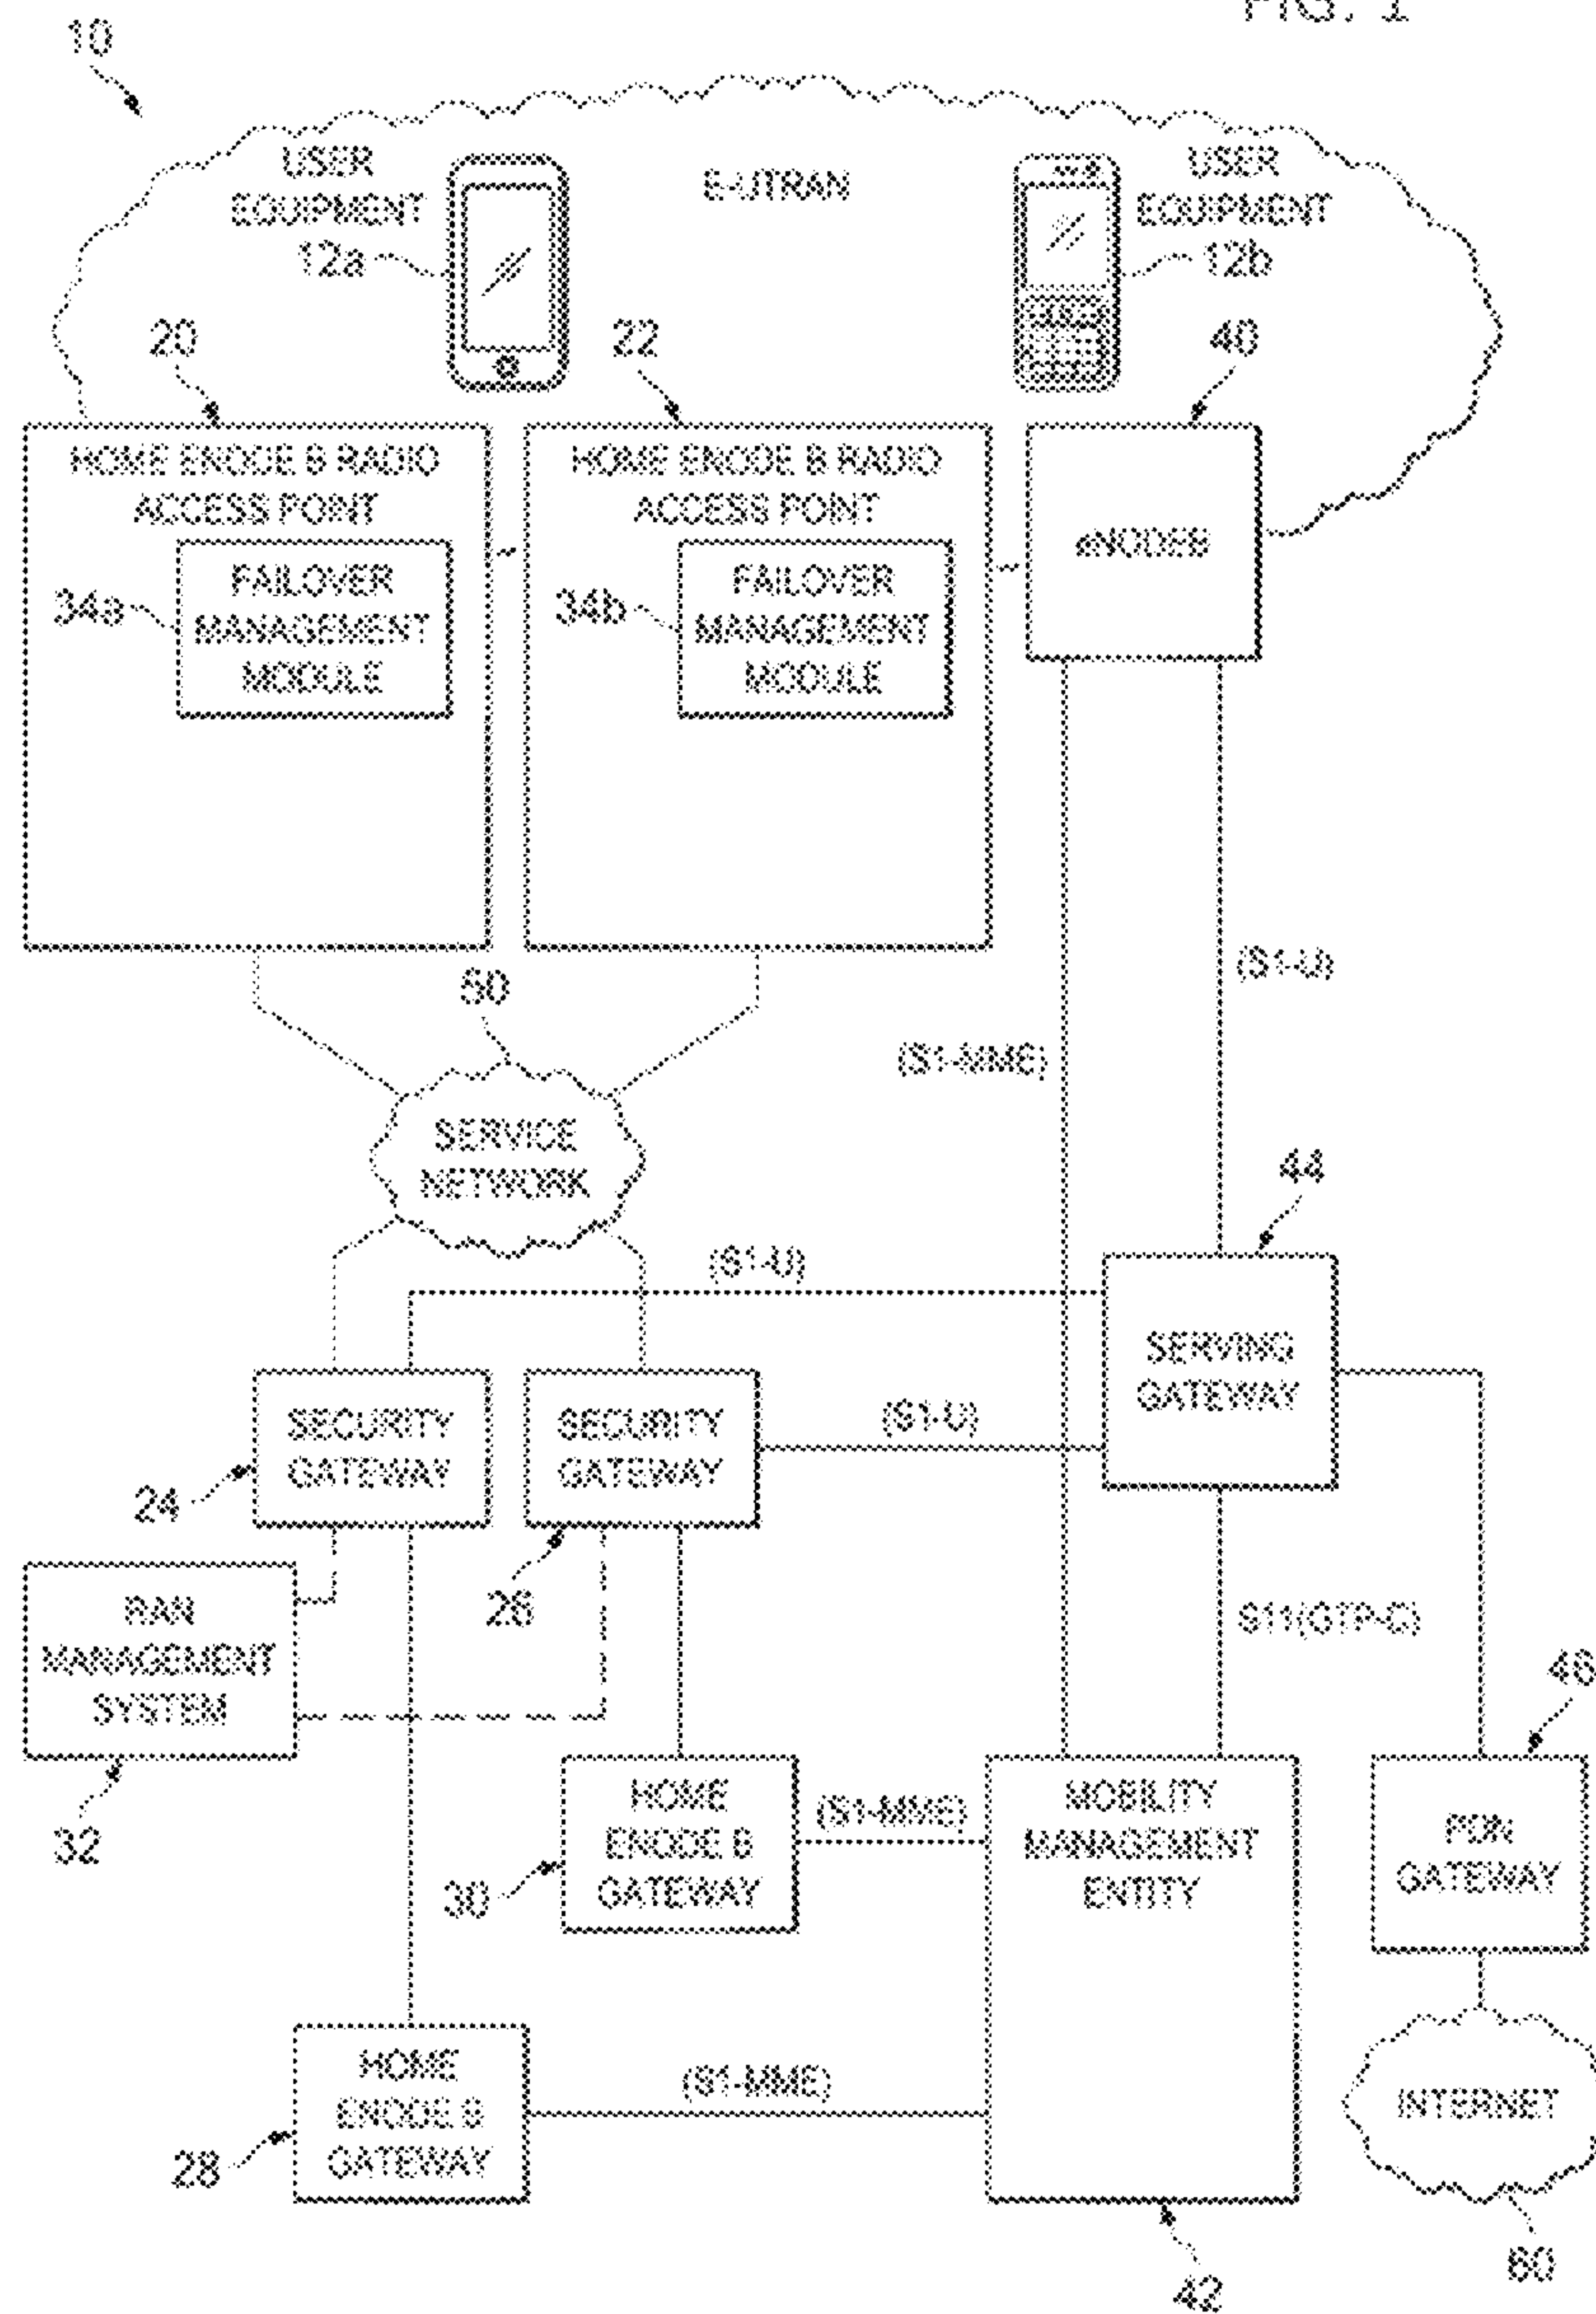 FIG. 1
10
USER
EQUIPMENT
12a
E-UTRAN
USER
EQUIPMENT
12b
20
22
40
HOME ENODE B RADIO
ACCESS POINT
HOME ENODE B RADIO
ACCESS POINT
eNODEB
34a
FAILOVER
MANAGEMENT
MODULE
34b
FAILOVER
MANAGEMENT
MODULE
50
(S1-U)
(S1-MME)
SERVICE
NETWORK
44
(S1-U)
SERVING
GATEWAY
SECURITY
GATEWAY
SECURITY
GATEWAY
(S1-U)
24
26
RAN
MANAGEMENT
SYSTEM
S11(GTP-C)
46
32
HOME
ENODE B
GATEWAY
(S1-MME)
MOBILITY
MANAGEMENT
ENTITY
PDN
GATEWAY
30
HOME
ENODE B
GATEWAY
(S1-MME)
INTERNET
28
42
60